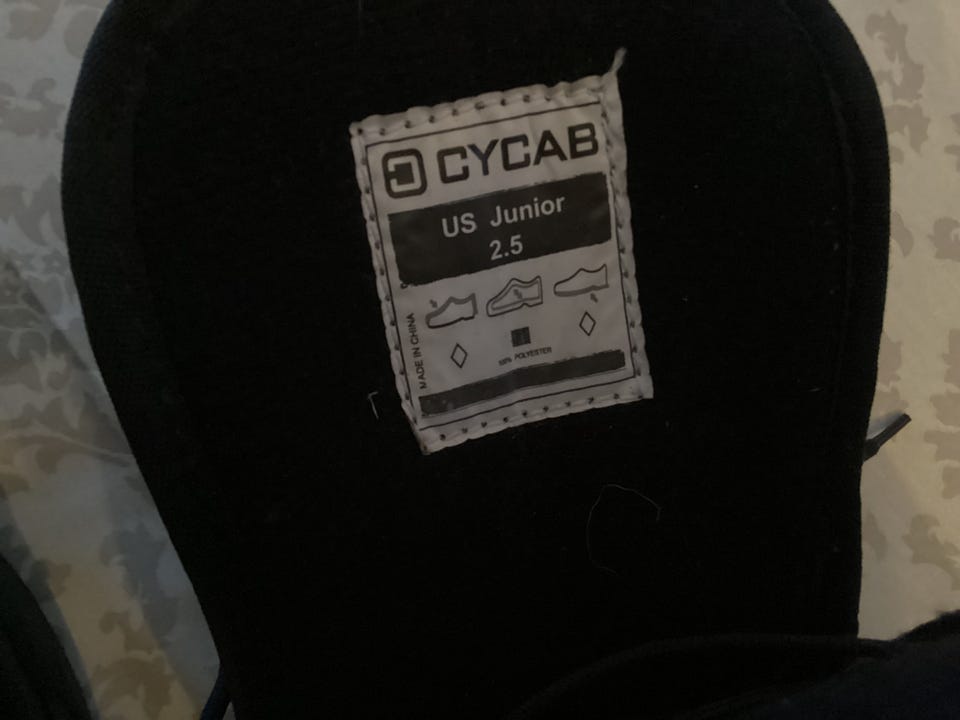 CYCAB
US Junior
2.5
MADE IN CHINA
100% POLYESTER